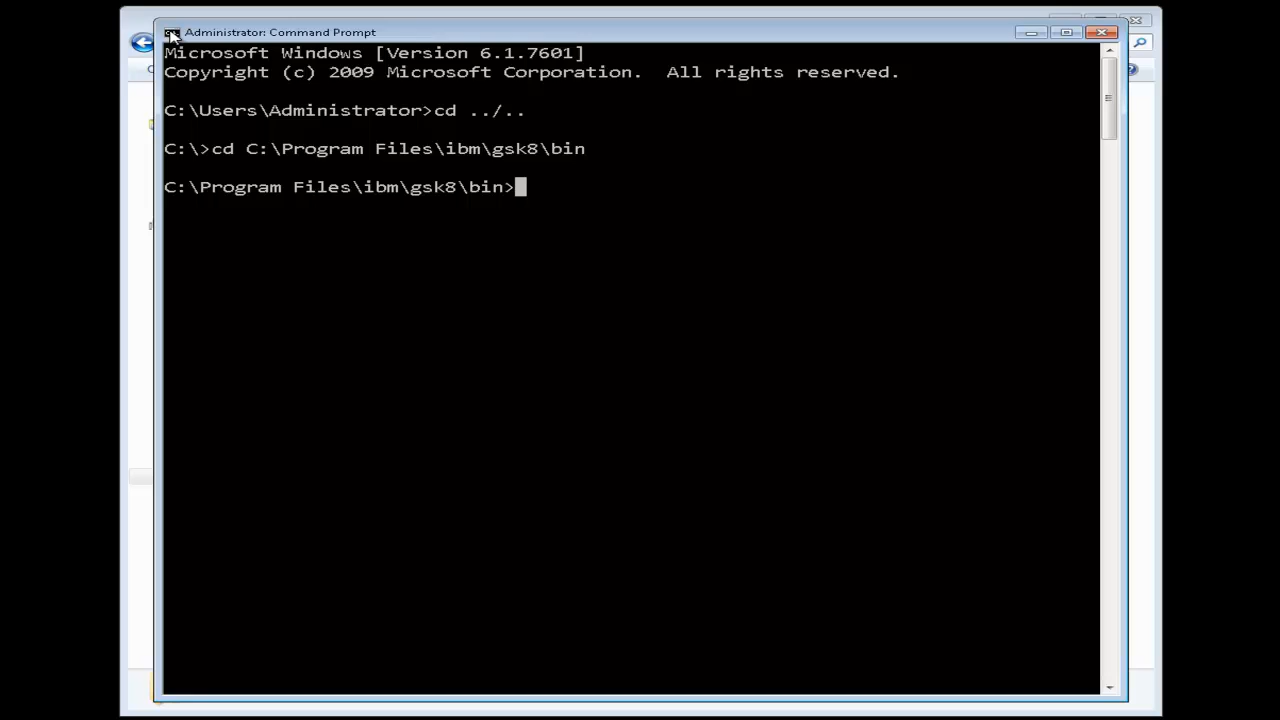 Administrator: Command Prompt
Microsoft Windows [Version 6.1.7601]
Copyright (c) 2009 Microsoft Corporation.  All rights reserved.
C:\Users\Administrator>cd ../..
C:\>cd C:\Program Files\ibm\gsk8\bin
C:\Program Files\ibm\gsk8\bin>